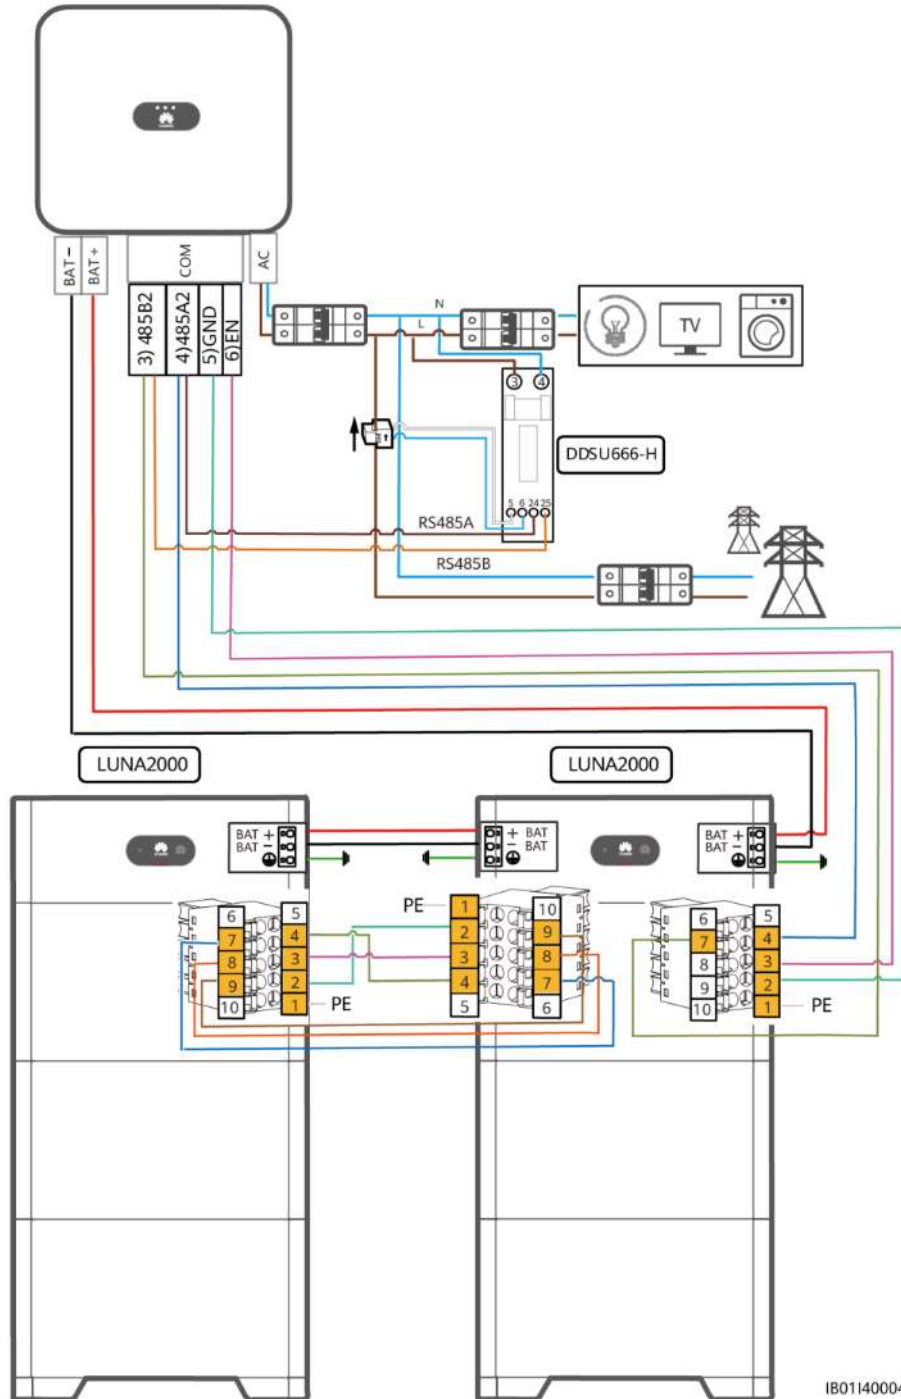 BAT −
BAT +
COM
AC
3) 485B2
4)485A2
5)GND
6)EN
N
L
TV
3
4
DDSU666-H
5 6 24 25
RS485A
RS485B
LUNA2000
LUNA2000
BAT +
BAT −
+ BAT
− BAT
BAT +
BAT −
6
7
8
9
10
5
4
3
2
1
PE
PE
1
2
3
4
5
10
9
8
7
6
6
7
8
9
10
5
4
3
2
1
PE
IB01I40004